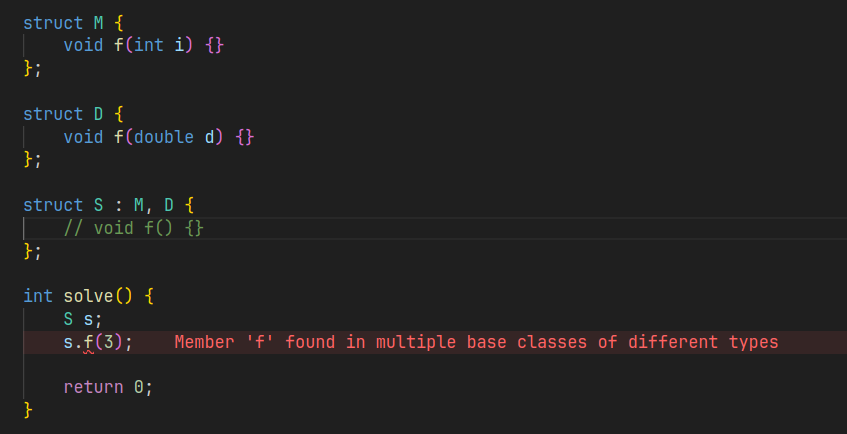 struct M {
    void f(int i) {}
};
struct D {
    void f(double d) {}
};
struct S : M, D {
    // void f() {}
};
int solve() {
    S s;
    s.f(3);    Member 'f' found in multiple base classes of different types
    return 0;
}